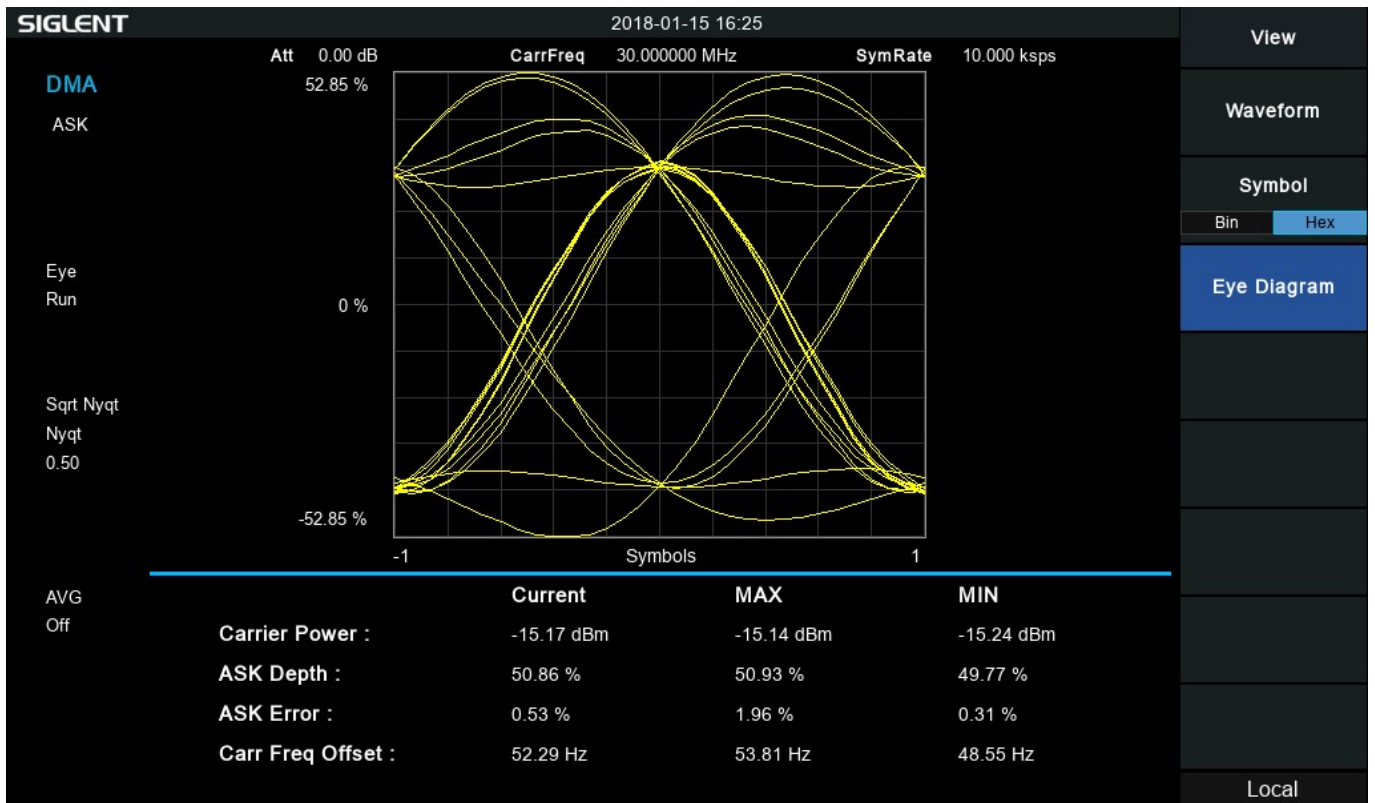 SIGLENT 2018-01-15 16:25 View
Att 0.00 dB CarrFreq 30.000000 MHz SymRate 10.000 ksps
DMA 52.85 %
ASK
Waveform
Symbol
Bin Hex
Eye
Run
0 %
Eye Diagram
Sqrt Nyqt
Nyqt
0.50
-52.85 %
-1 Symbols 1
AVG
Off
Current MAX MIN
Carrier Power : -15.17 dBm -15.14 dBm -15.24 dBm
ASK Depth : 50.86 % 50.93 % 49.77 %
ASK Error : 0.53 % 1.96 % 0.31 %
Carr Freq Offset : 52.29 Hz 53.81 Hz 48.55 Hz
Local